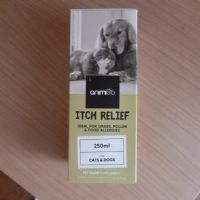 animigo
ITCH RELIEF
IDEAL FOR GRASS, POLLEN
& FOOD ALLERGIES
250ml
CATS & DOGS